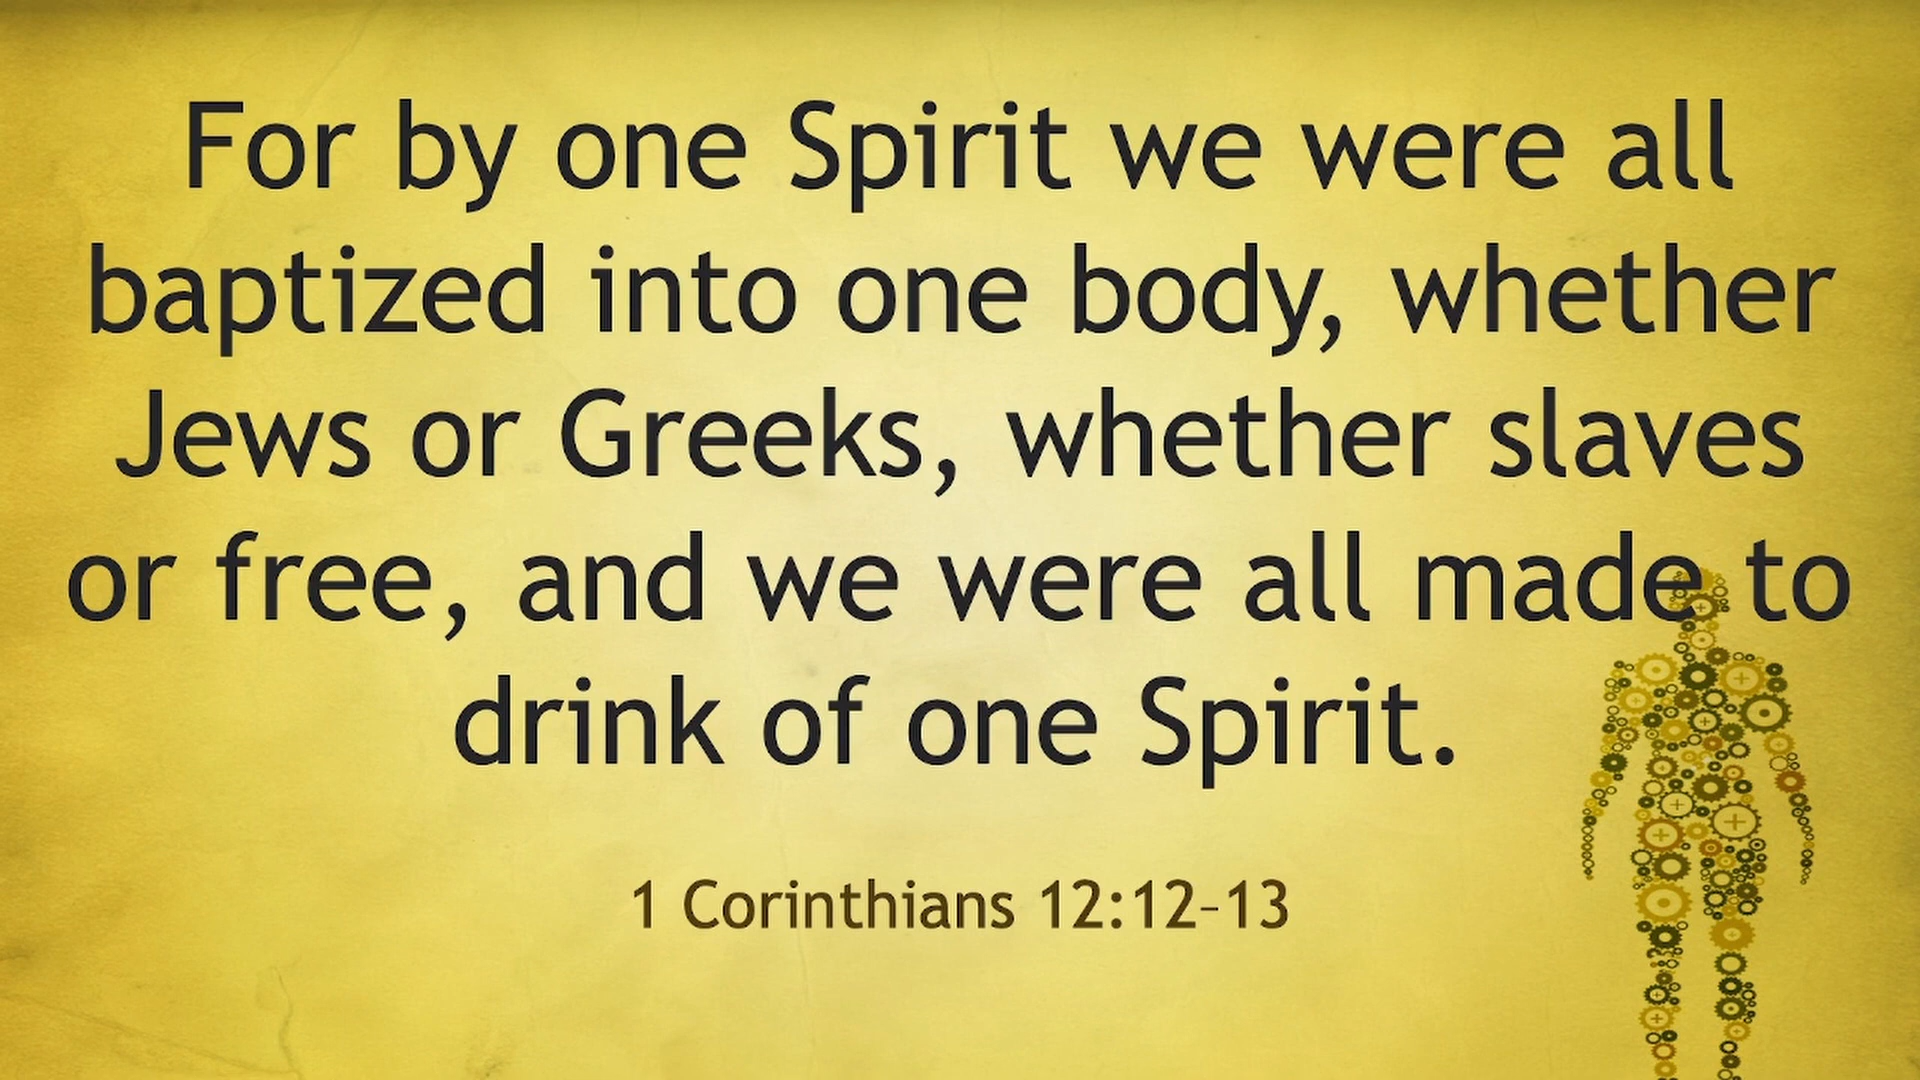 For by one Spirit we were all
baptized into one body, whether
Jews or Greeks, whether slaves
or free, and we were all made to
drink of one Spirit.
1 Corinthians 12:12–13